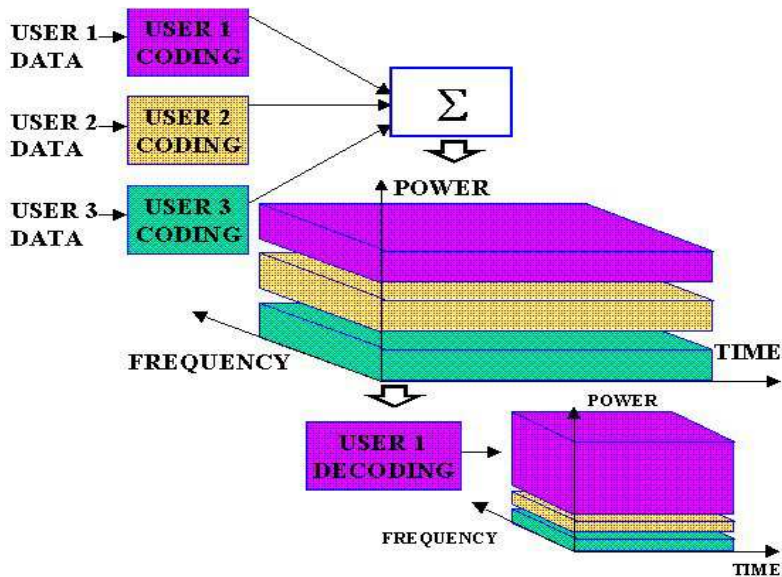 USER 1
DATA
USER 1
CODING
USER 2
DATA
USER 2
CODING
USER 3
DATA
USER 3
CODING
Σ
POWER
FREQUENCY
TIME
USER 1
DECODING
POWER
FREQUENCY
TIME